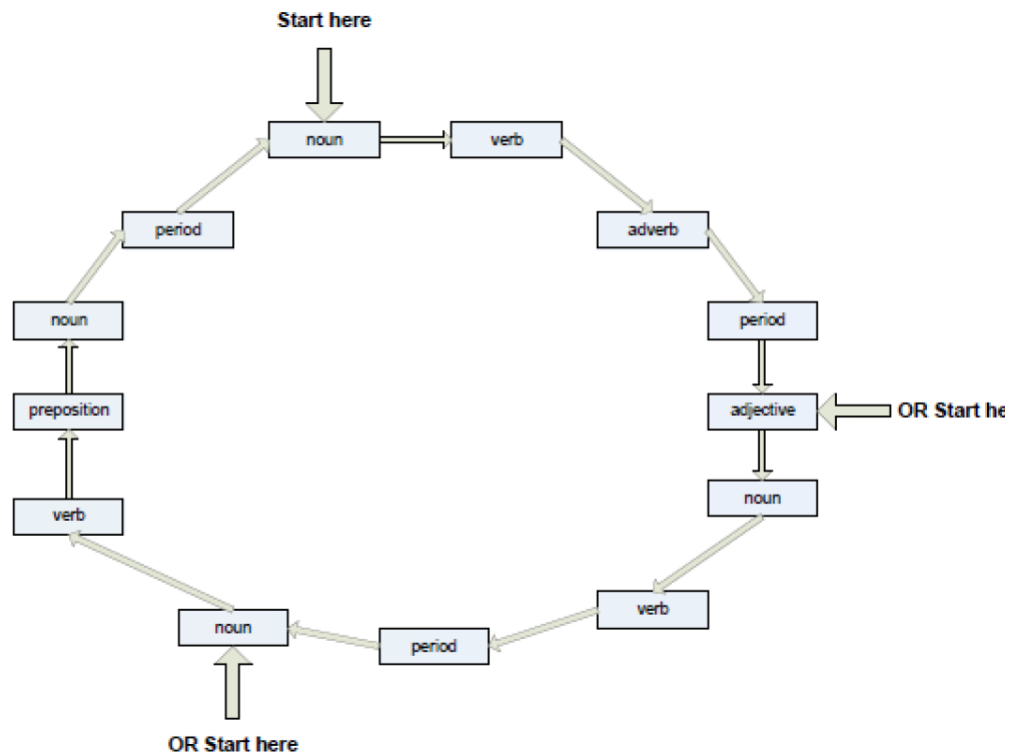 Start here
noun
verb
period
adverb
noun
period
preposition
adjective
OR Start he
verb
noun
noun
verb
period
OR Start here